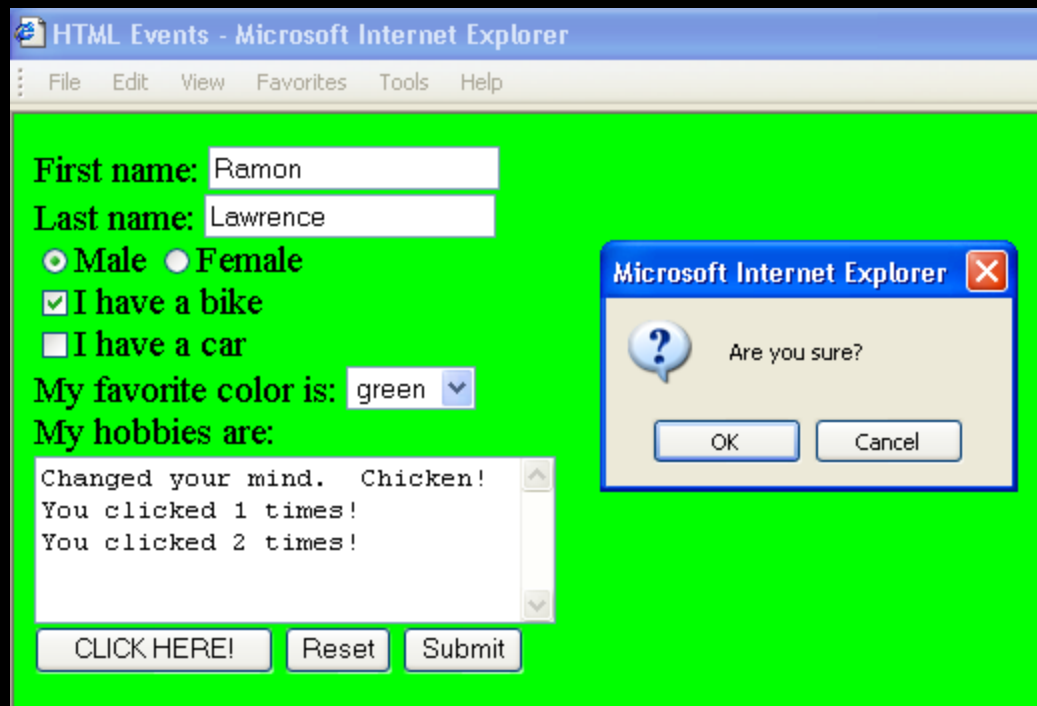 HTML Events - Microsoft Internet Explorer
File Edit View Favorites Tools Help
First name: Ramon
Last name: Lawrence
Male Female
I have a bike
I have a car
My favorite color is: green
My hobbies are:
Changed your mind.  Chicken!
You clicked 1 times!
You clicked 2 times!
CLICK HERE! Reset Submit
Microsoft Internet Explorer
Are you sure?
OK Cancel